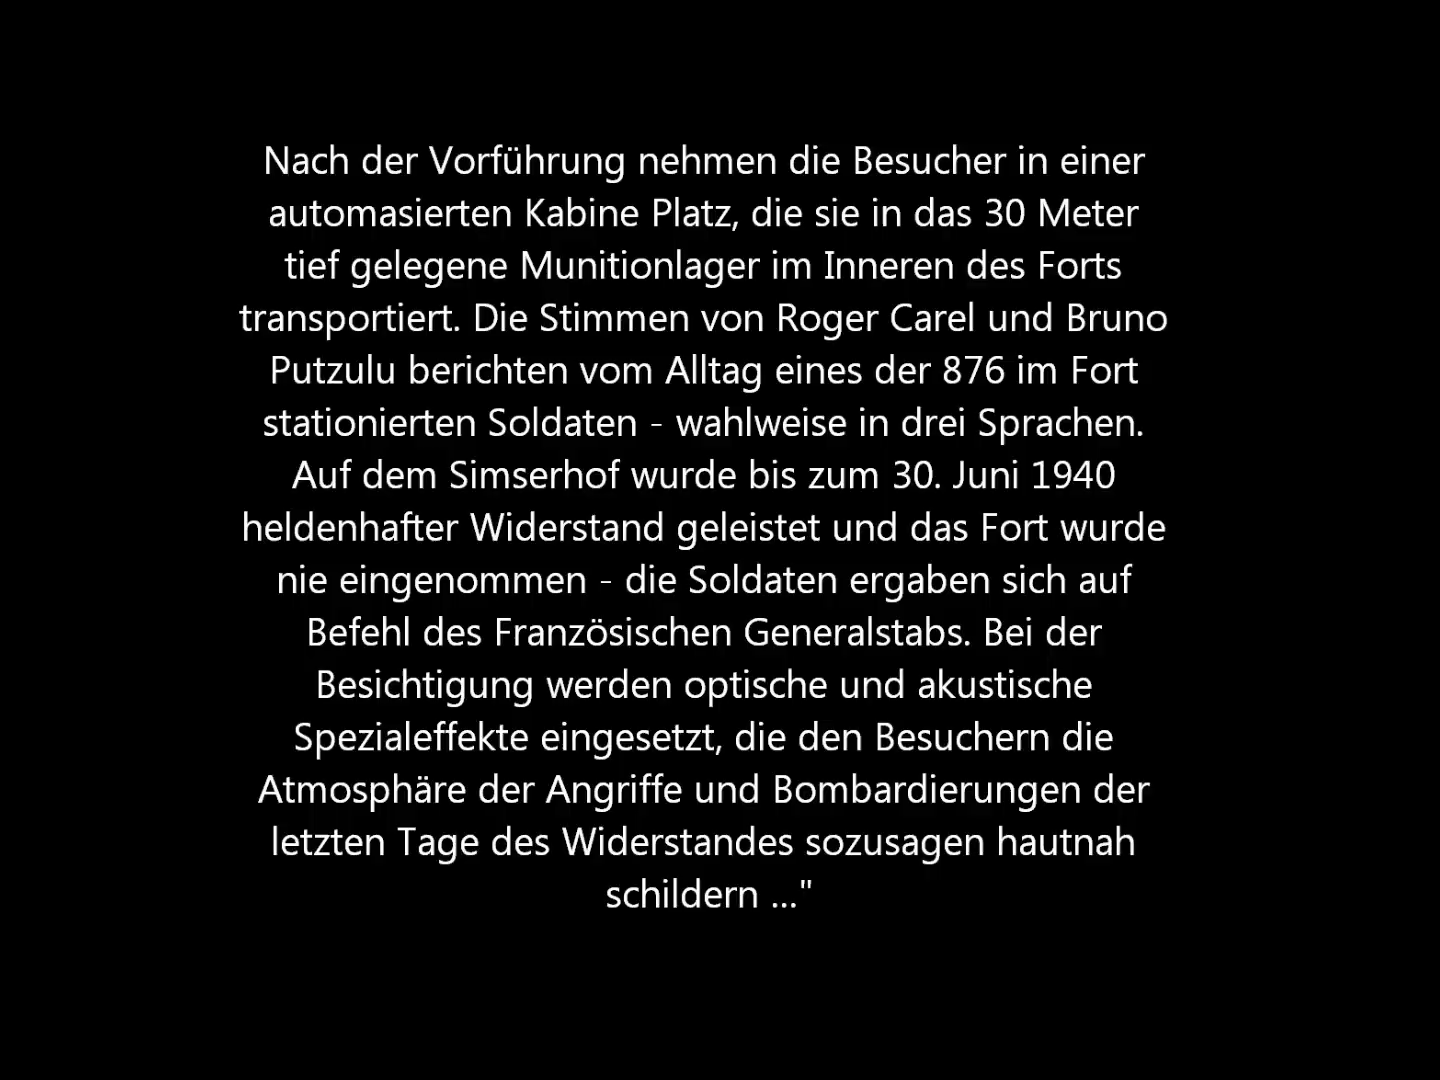 Nach der Vorführung nehmen die Besucher in einer
automasierten Kabine Platz, die sie in das 30 Meter
tief gelegene Munitionlager im Inneren des Forts
transportiert. Die Stimmen von Roger Carel und Bruno
Putzulu berichten vom Alltag eines der 876 im Fort
stationierten Soldaten - wahlweise in drei Sprachen.
Auf dem Simserhof wurde bis zum 30. Juni 1940
heldenhafter Widerstand geleistet und das Fort wurde
nie eingenommen - die Soldaten ergaben sich auf
Befehl des Französischen Generalstabs. Bei der
Besichtigung werden optische und akustische
Spezialeffekte eingesetzt, die den Besuchern die
Atmosphäre der Angriffe und Bombardierungen der
letzten Tage des Widerstandes sozusagen hautnah
schildern ..."